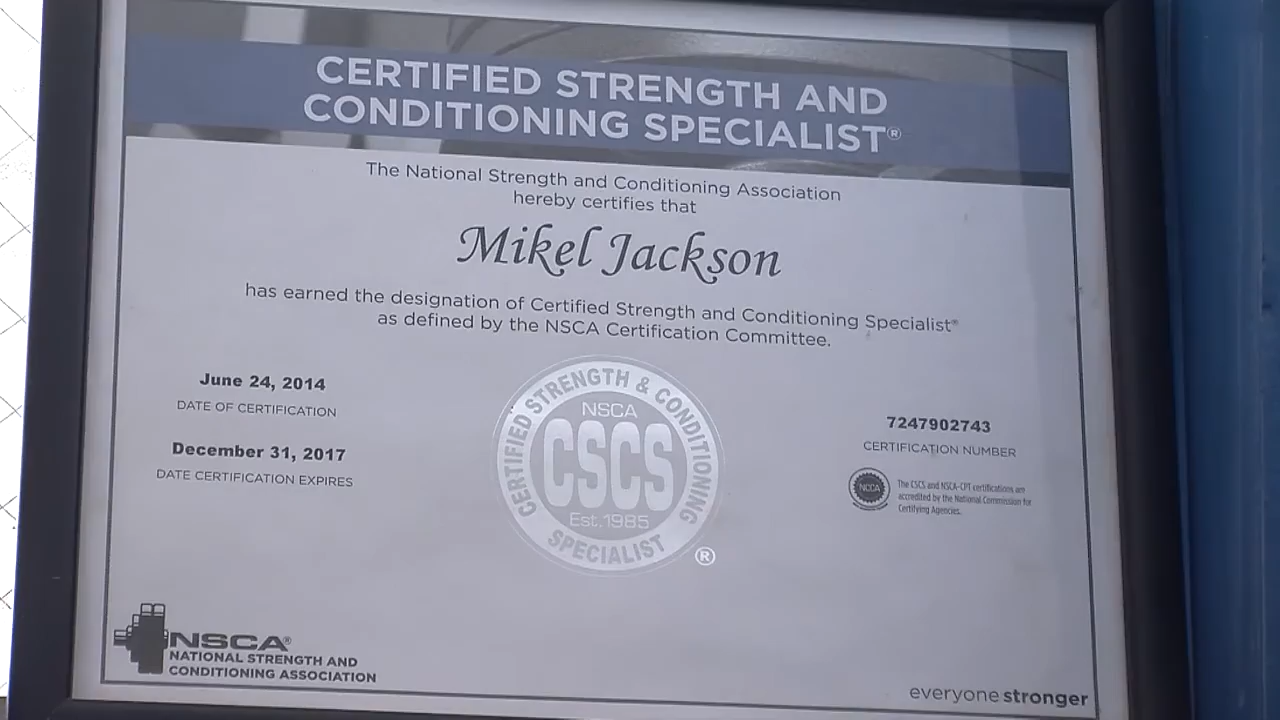 CERTIFIED STRENGTH AND
CONDITIONING SPECIALIST®
The National Strength and Conditioning Association
hereby certifies that
Mikel Jackson
has earned the designation of Certified Strength and Conditioning Specialist®
as defined by the NSCA Certification Committee.
June 24, 2014
DATE OF CERTIFICATION
December 31, 2017
DATE CERTIFICATION EXPIRES
CERTIFIED STRENGTH & CONDITIONING
NSCA
CSCS
Est.1985
SPECIALIST
®
7247902743
CERTIFICATION NUMBER
NCCA
The CSCS and NSCA-CPT certifications are
accredited by the National Commission for
Certifying Agencies.
NSCA®
NATIONAL STRENGTH AND
CONDITIONING ASSOCIATION
everyone stronger